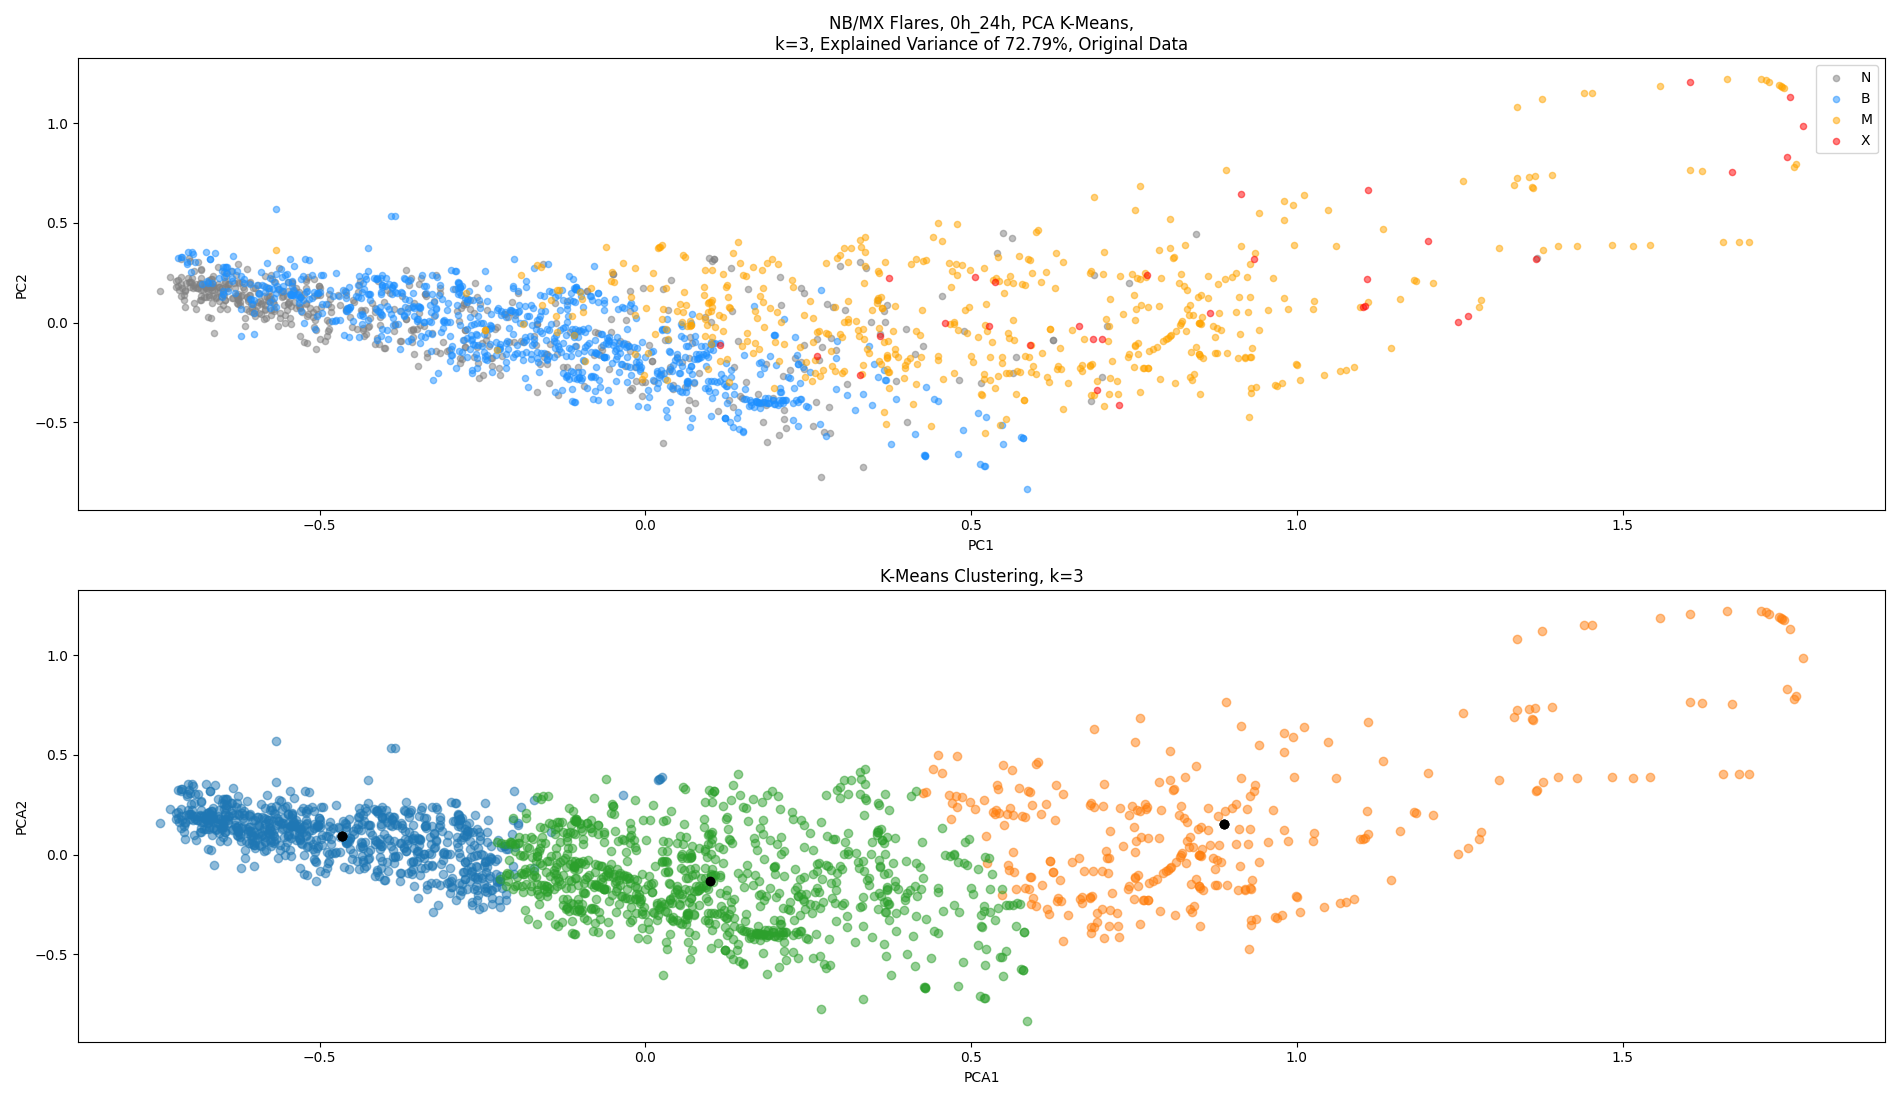 NB/MX Flares, 0h_24h, PCA K-Means,
k=3, Explained Variance of 72.79%, Original Data
N
B
M
X
PC2
1.0
0.5
0.0
−0.5
−0.5
0.0
0.5
1.0
1.5
PC1
K-Means Clustering, k=3
PCA2
1.0
0.5
0.0
−0.5
−0.5
0.0
0.5
1.0
1.5
PCA1